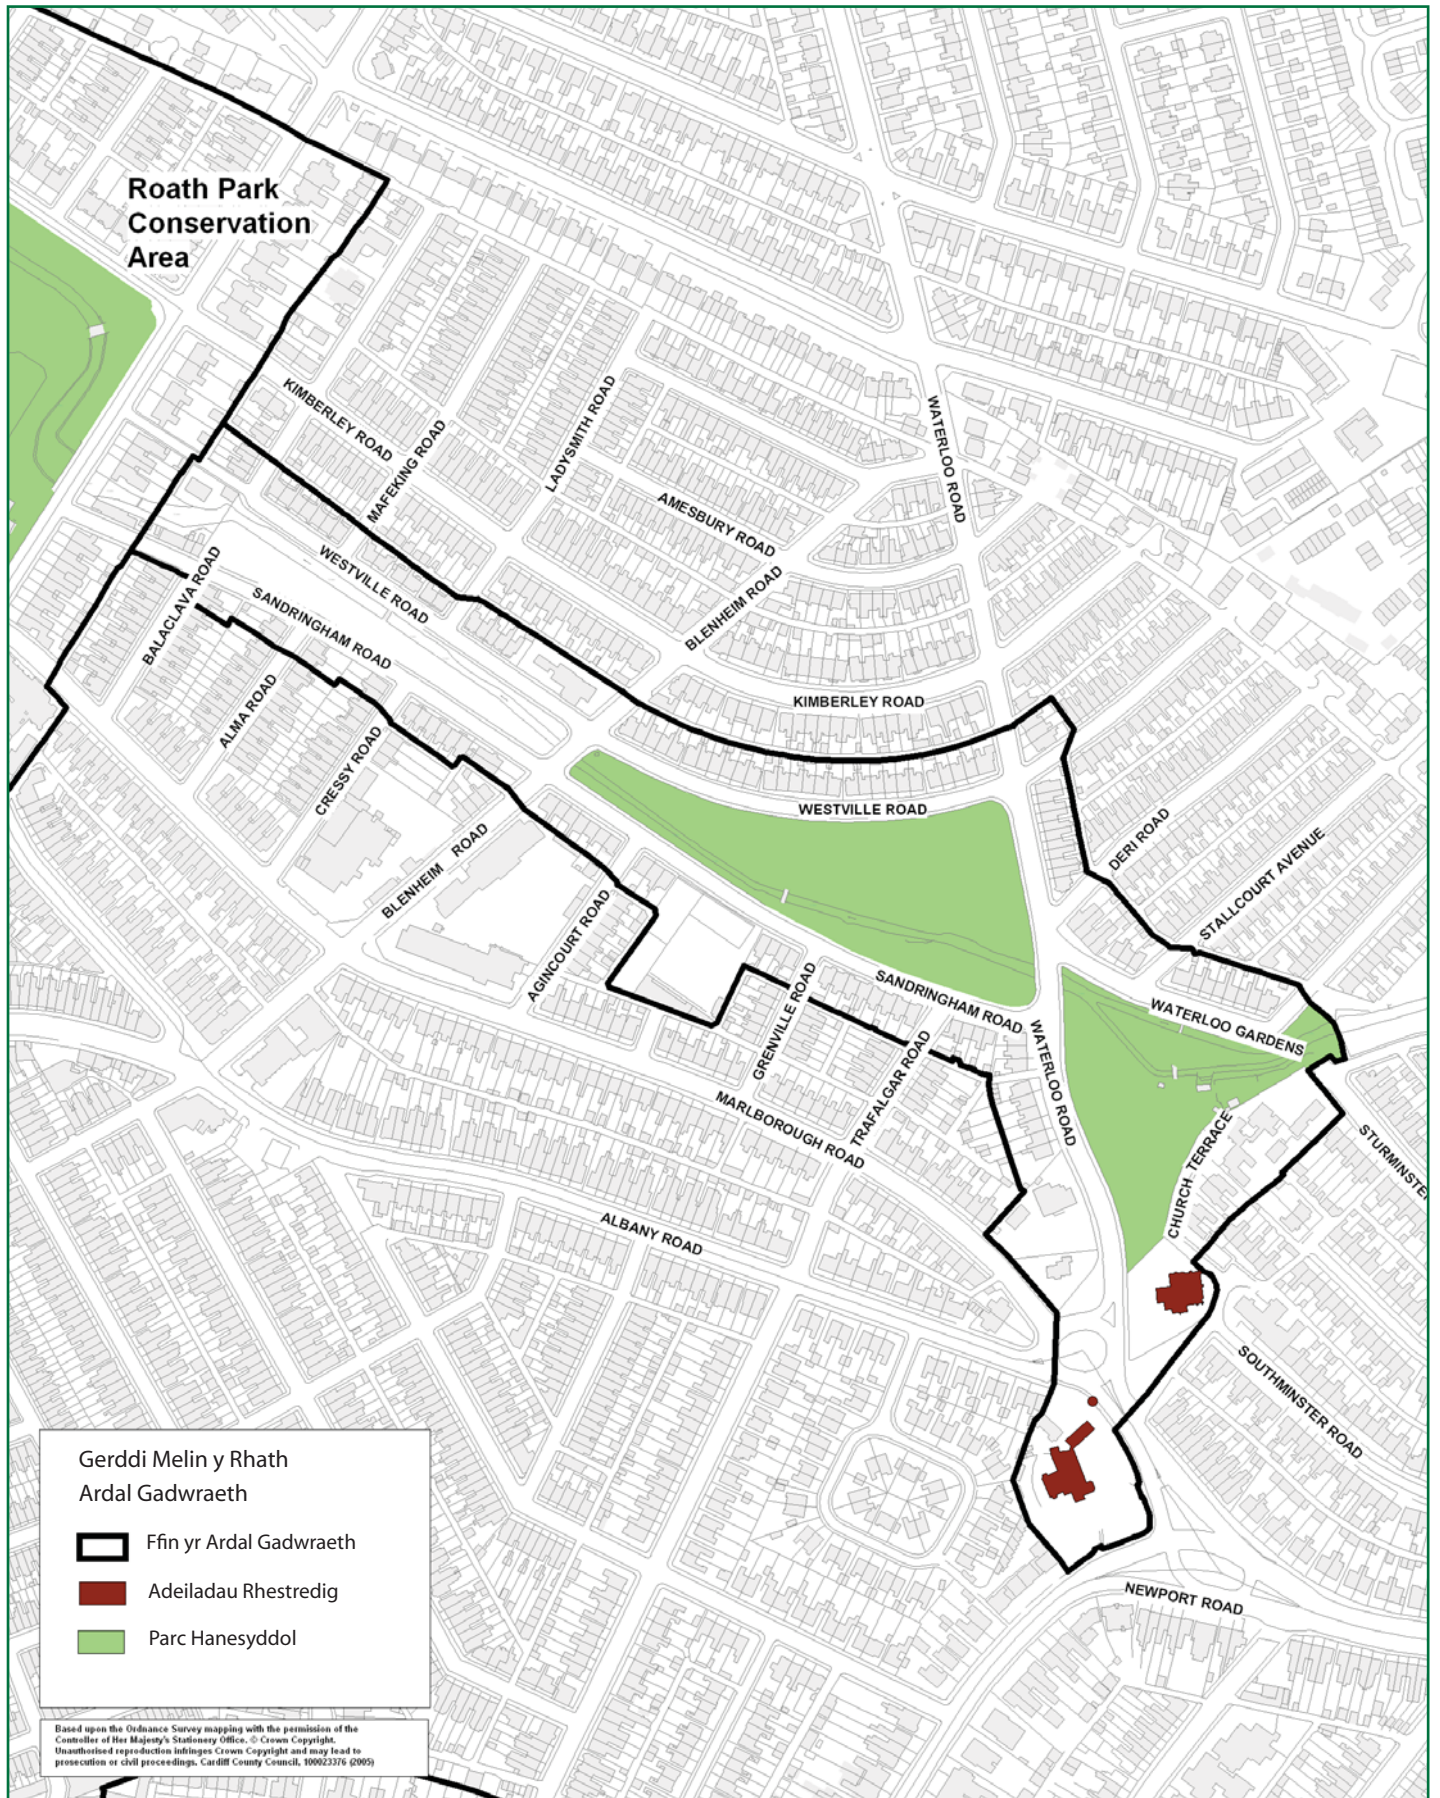 Roath Park
Conservation
Area
KIMBERLEY ROAD
MAFEKING ROAD
LADYSMITH ROAD
WATERLOO ROAD
AMESBURY ROAD
BLENHEIM ROAD
WESTVILLE ROAD
BALACLAVA ROAD
SANDRINGHAM ROAD
ALMA ROAD
CRESSY ROAD
KIMBERLEY ROAD
WESTVILLE ROAD
BLENHEIM ROAD
DERI ROAD
STALLCOURT AVENUE
AGINCOURT ROAD
SANDRINGHAM ROAD
GRENVILLE ROAD
WATERLOO GARDENS
TRAFALGAR ROAD
WATERLOO ROAD
MARLBOROUGH ROAD
CHURCH TERRACE
STURMINSTER
ALBANY ROAD
SOUTHMINSTER ROAD
NEWPORT ROAD
Gerddi Melin y Rhath
Ardal Gadwraeth
Ffin yr Ardal Gadwraeth
Adeiladau Rhestredig
Parc Hanesyddol
Based upon the Ordnance Survey mapping with the permission of the
Controller of Her Majesty's Stationery Office. © Crown Copyright.
Unauthorised reproduction infringes Crown Copyright and may lead to
prosecution or civil proceedings. Cardiff County Council, 100023376 (2005)